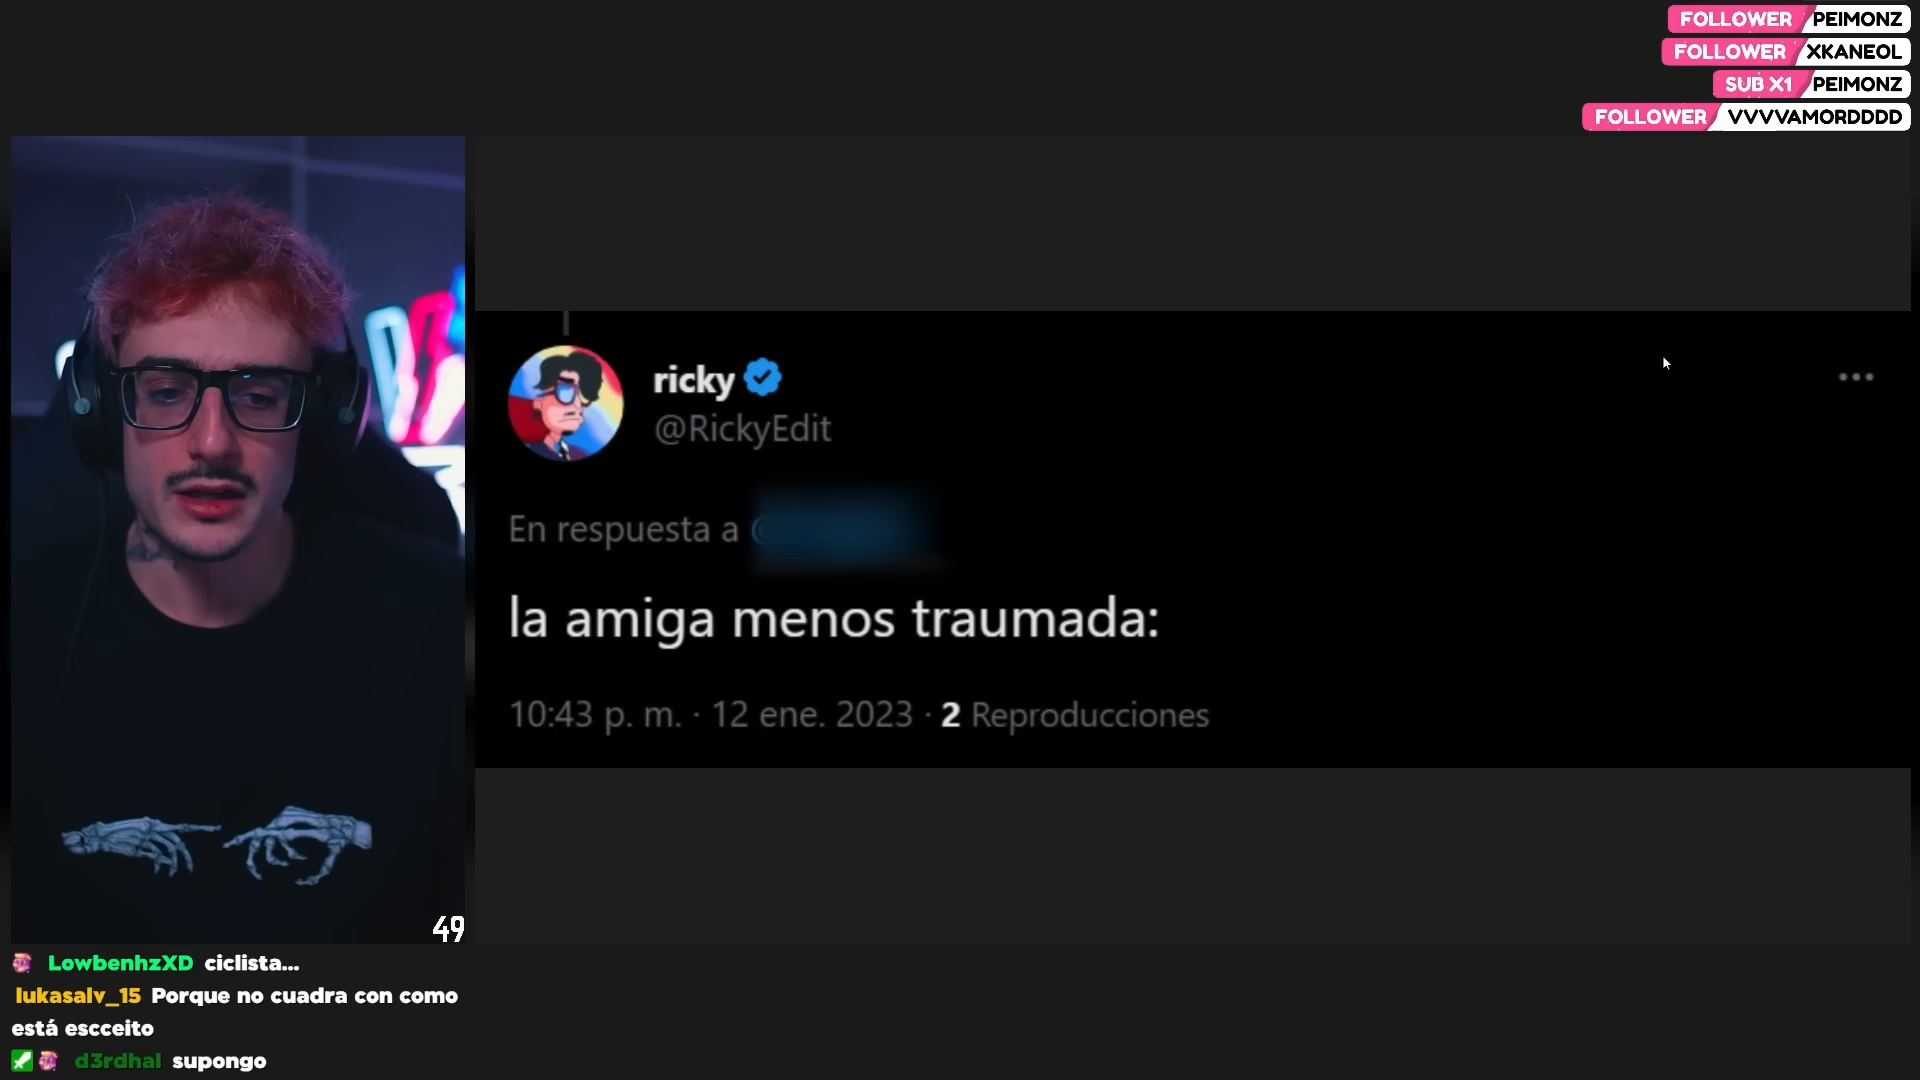 FOLLOWER PEIMONZ
FOLLOWER XKANEOL
SUB X1 PEIMONZ
FOLLOWER VVVVAMORDDDD
ricky
@RickyEdit
En respuesta a
la amiga menos traumada:
10:43 p. m. · 12 ene. 2023 · 2 Reproducciones
49
LowbenhzXD ciclista...
lukasalv_15 Porque no cuadra con como
está escceito
d3rdhal supongo